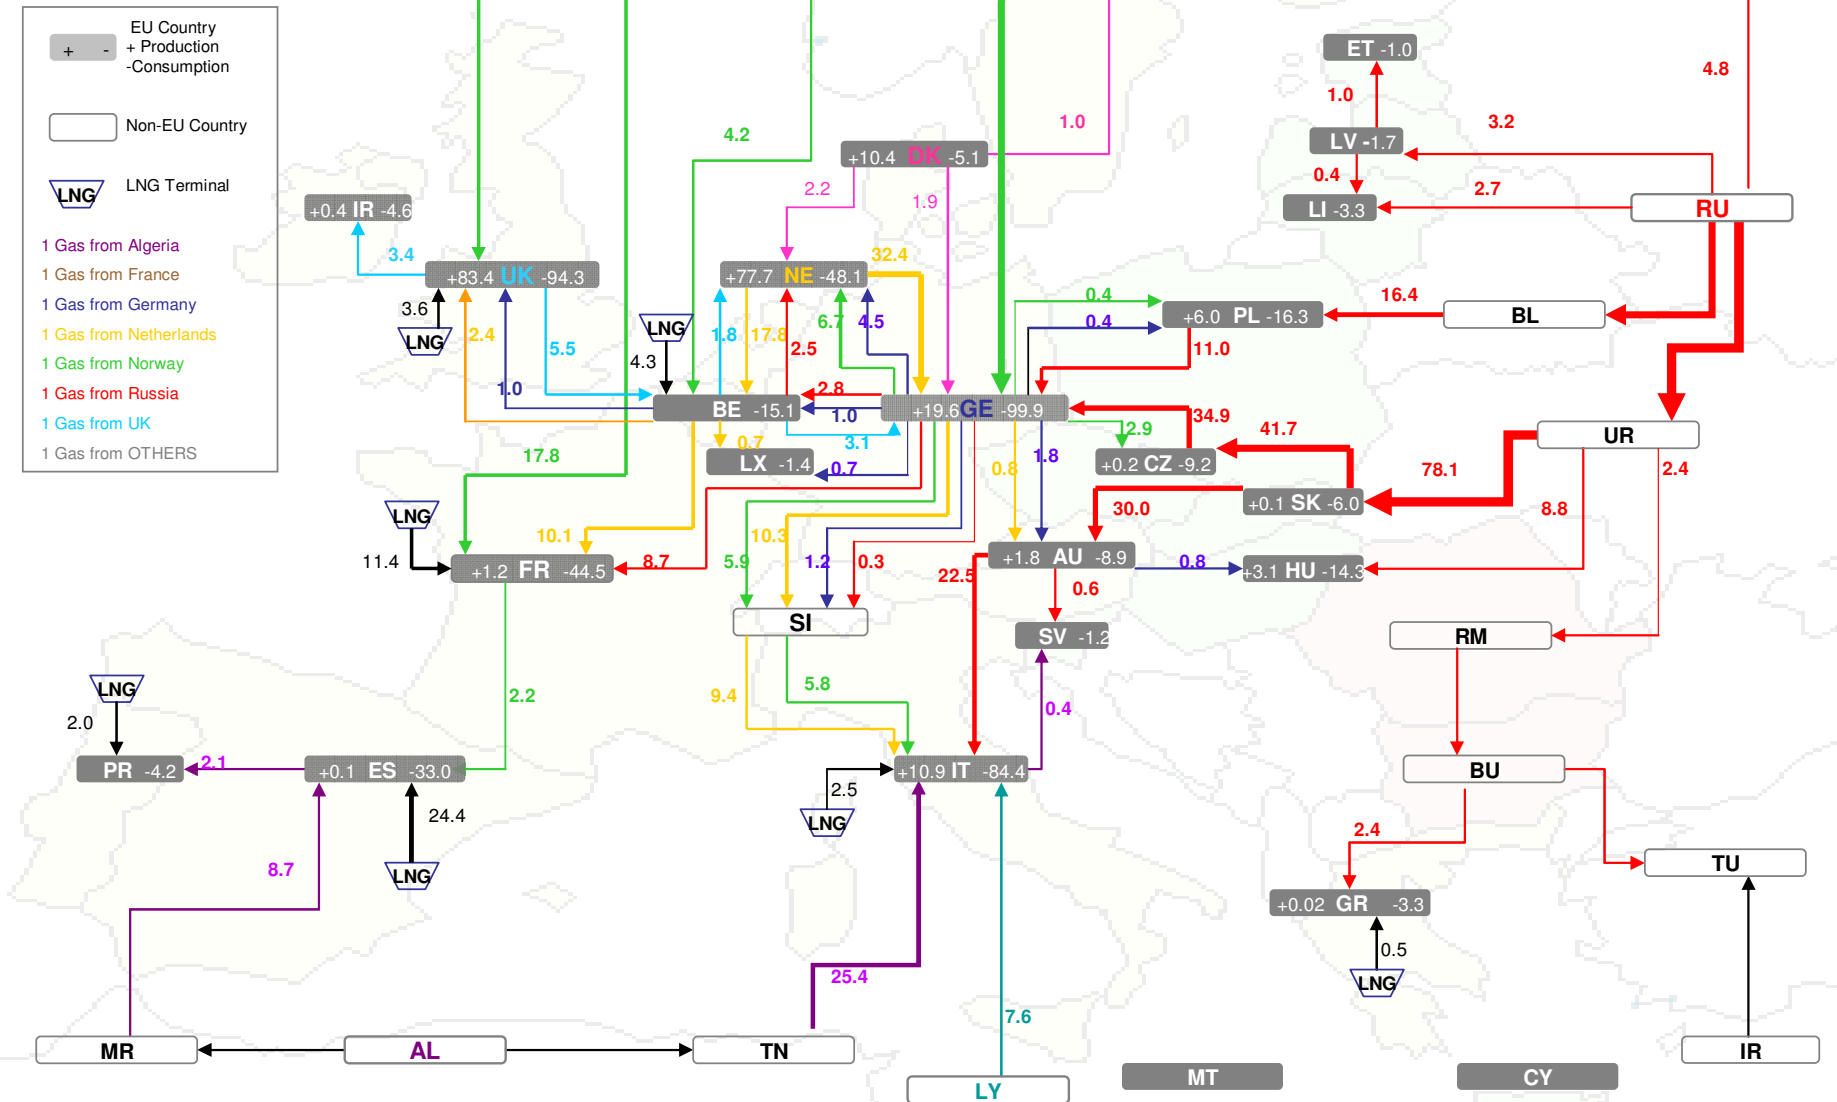 EU Country
+ Production
-Consumption
+ -
Non-EU Country
LNG
LNG Terminal
1 Gas from Algeria
1 Gas from France
1 Gas from Germany
1 Gas from Netherlands
1 Gas from Norway
1 Gas from Russia
1 Gas from UK
1 Gas from OTHERS
ET -1.0
4.8
1.0
3.2
4.2
1.0
LV -1.7
+10.4 DK -5.1
0.4
2.7
2.2
1.9
+0.4 IR -4.6
LI -3.3
RU
3.4
32.4
+83.4 UK -94.3
+77.7 NE -48.1
0.4
16.4
3.6
LNG
+6.0 PL -16.3
BL
6.7
4.5
0.4
LNG
2.4
1.8
17.8
LNG
5.5
2.5
11.0
4.3
1.0
2.8
BE -15.1
1.0
+19.6 GE -99.9
34.9
2.9
41.7
UR
0.7
3.1
17.8
1.8
LX -1.4
0.7
0.8
+0.2 CZ -9.2
78.1
2.4
+0.1 SK -6.0
LNG
30.0
8.8
10.1
10.3
11.4
+1.2 FR -44.5
8.7
5.9
1.2
0.3
22.5
+1.8 AU -8.9
0.8
+3.1 HU -14.3
0.6
SI
SV -1.2
RM
LNG
2.2
9.4
5.8
0.4
2.0
PR -4.2
2.1
+0.1 ES -33.0
+10.9 IT -84.4
BU
2.5
24.4
LNG
2.4
8.7
LNG
TU
+0.02 GR -3.3
0.5
25.4
LNG
7.6
MR
AL
TN
IR
MT
CY
LY